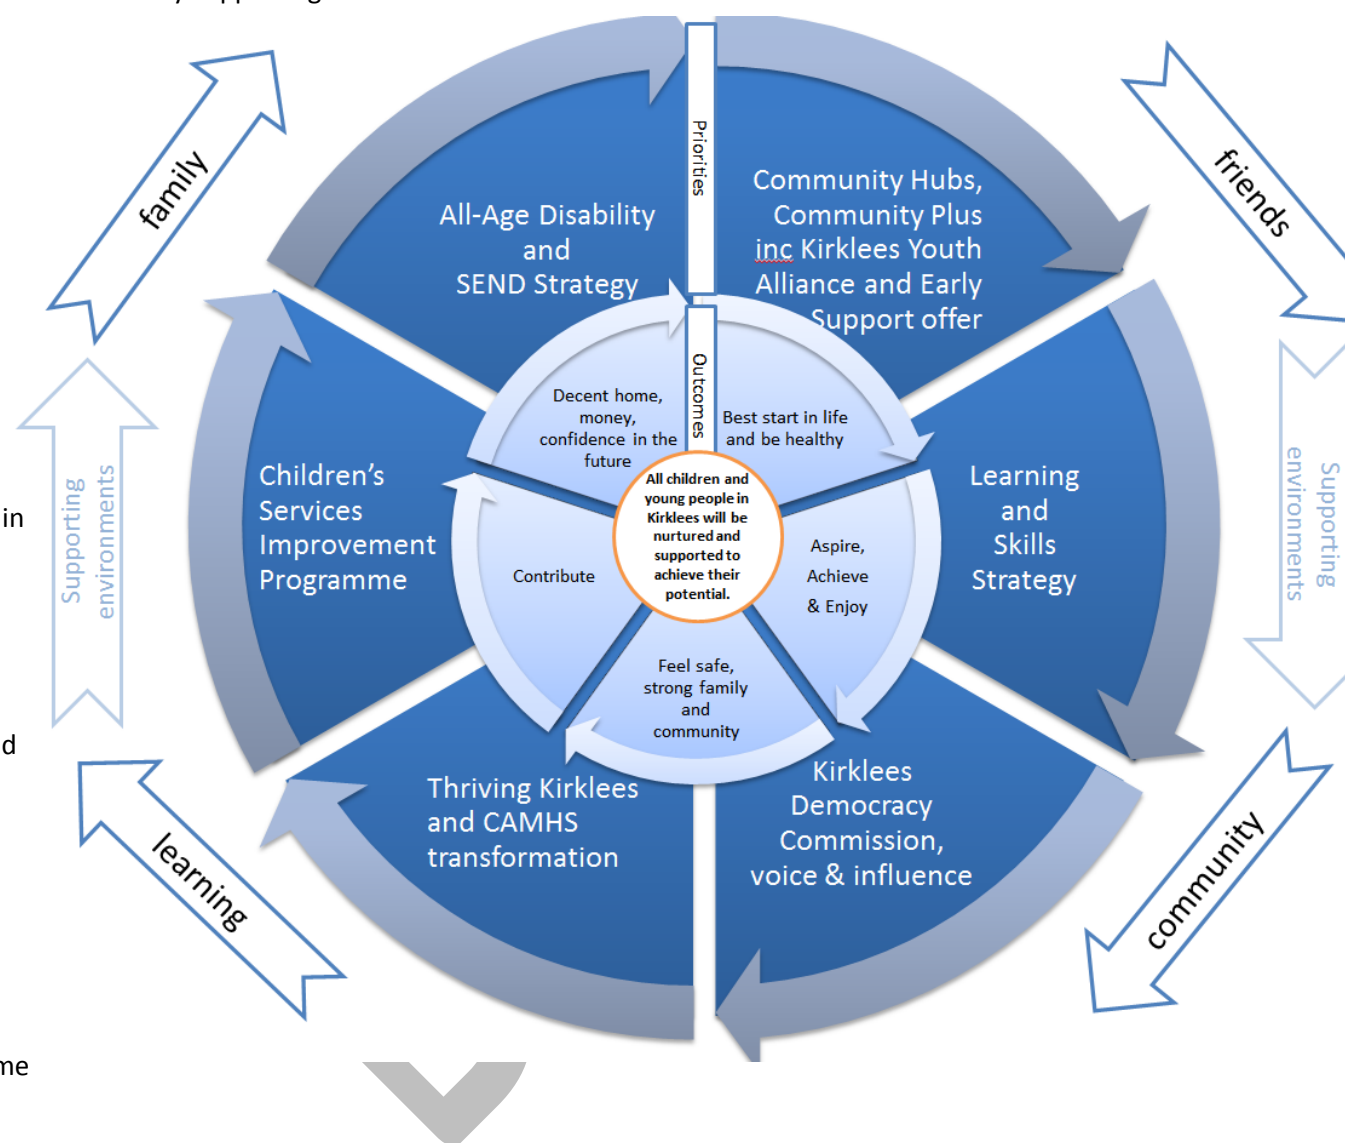 family
friends
Priorities
All-Age Disability
and
SEND Strategy
Community Hubs,
Community Plus
inc Kirklees Youth
Alliance and Early
Support offer
Outcomes
Decent home,
money,
confidence in the
future
Best start in life
and be healthy
Supporting
environments
Children's
Services
Improvement
Programme
Contribute
All children and
young people in
Kirklees will be
nurtured and
supported to
achieve their
potential.
Aspire,
Achieve
& Enjoy
Learning
and
Skills
Strategy
Supporting
environments
in
Feel safe,
strong family
and
community
Thriving Kirklees
and CAMHS
transformation
Kirklees
Democracy
Commission,
voice & influence
learning
community